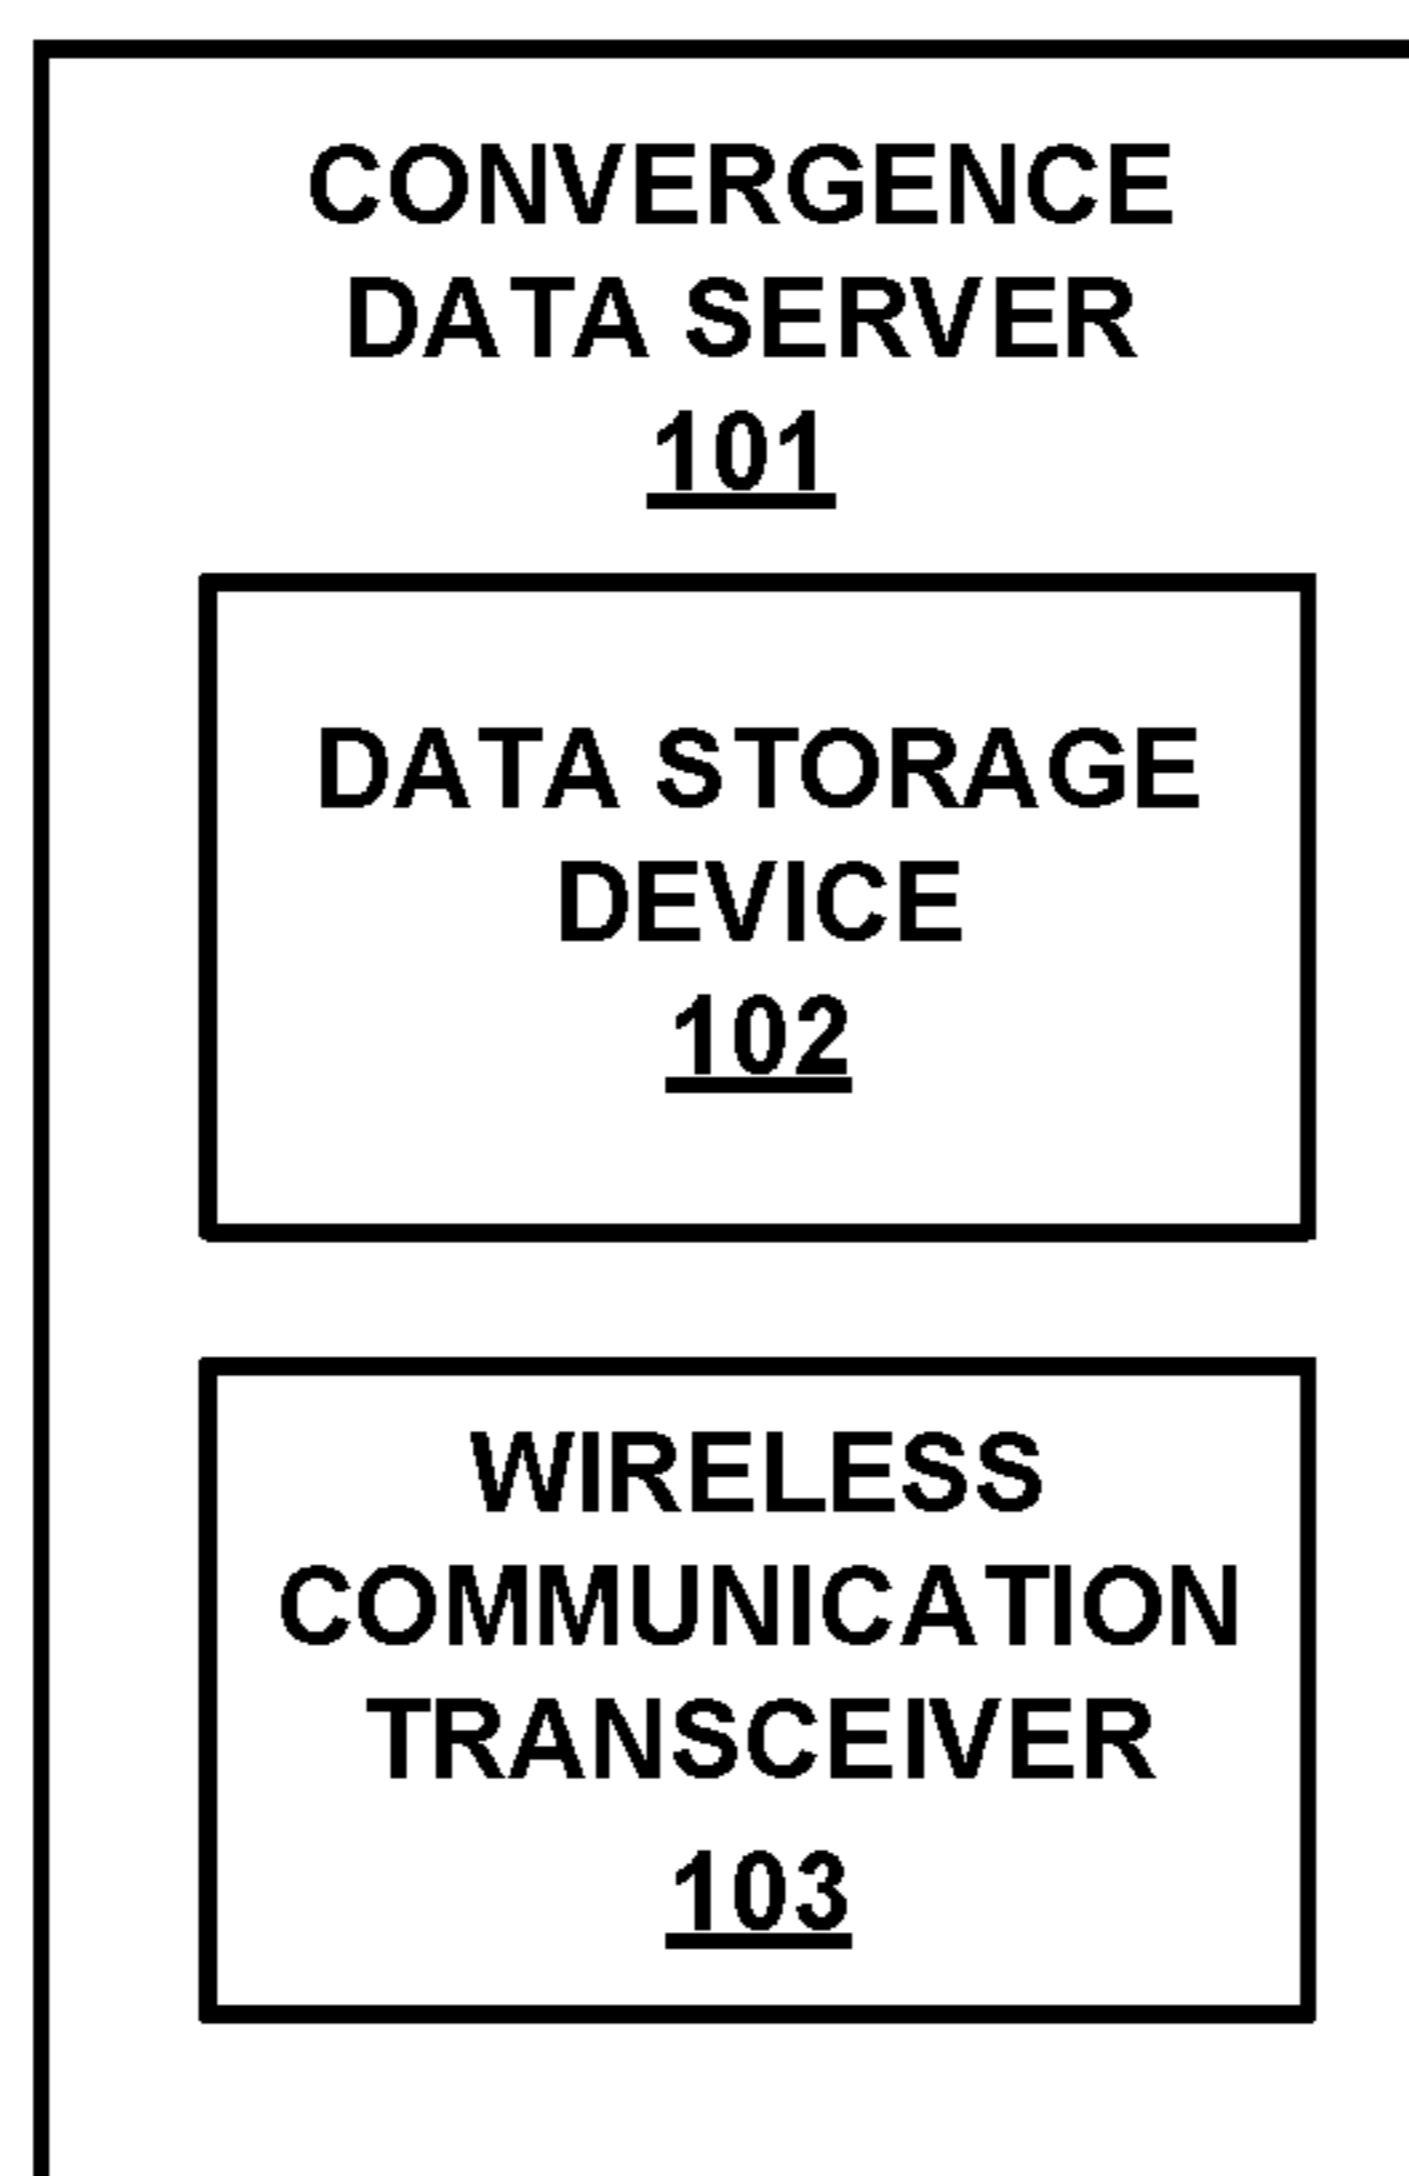 CONVERGENCE
DATA SERVER
101
DATA STORAGE
DEVICE
102
WIRELESS
COMMUNICATION
TRANSCEIVER
103